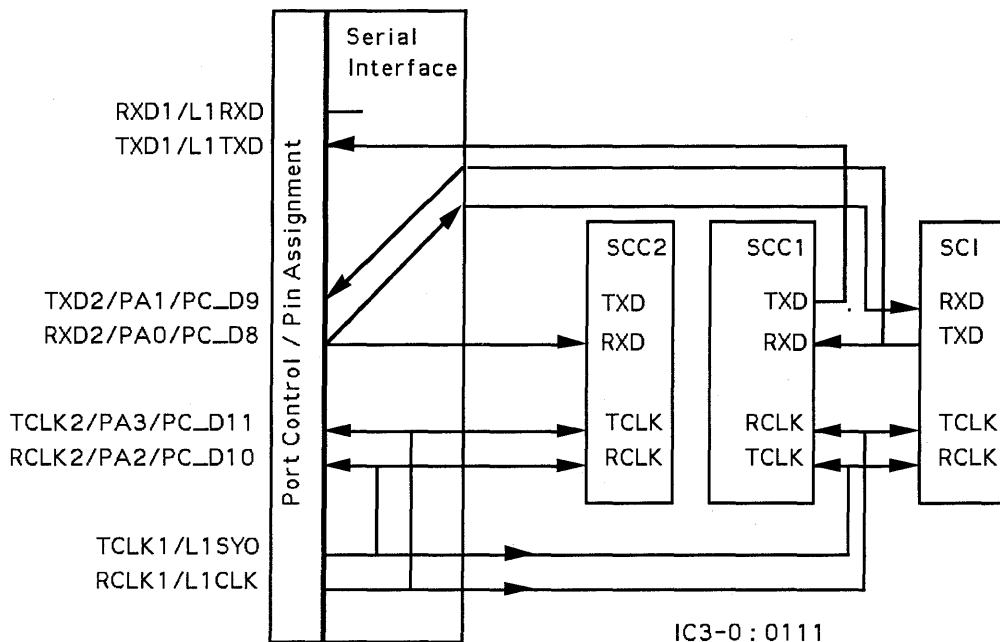 Serial
Interface
RXD1/L1RXD
TXD1/L1TXD
Port Control / Pin Assignment
SCC2
SCC1
SCI
TXD2/PA1/PC_D9
TXD
TXD
RXD
RXD2/PA0/PC_D8
RXD
RXD
TXD
TCLK2/PA3/PC_D11
TCLK
RCLK
TCLK
RCLK2/PA2/PC_D10
RCLK
TCLK
RCLK
TCLK1/L1SYO
RCLK1/L1CLK
IC3-0 : 0111